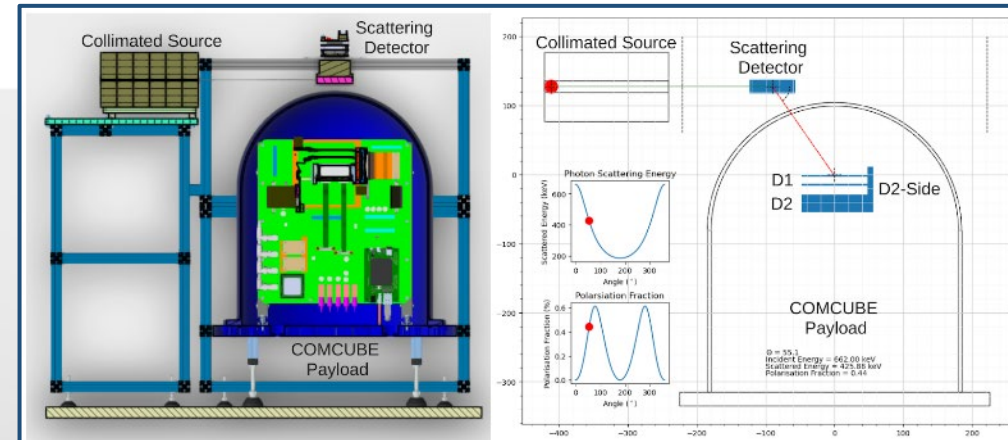 Collimated Source
Scattering
Detector
COMCUBE
Payload
Collimated Source
Scattering
Detector
D1
D2
D2-Side
COMCUBE
Payload
Θ = 55.1
Incident Energy = 662.00 keV
Scattered Energy = 425.86 keV
Polarisation Fraction = 0.44
Photon Scattering Energy
Scattered Energy (keV)
600
400
200
0 100 200 300
Angle (°)
Polarsiation Fraction
Polarisation Fraction (%)
0.6
0.4
0.2
0.0
0 100 200 300
Angle (°)
200
100
0
−100
−200
−300
−400 −300 −200 −100 0 100 200